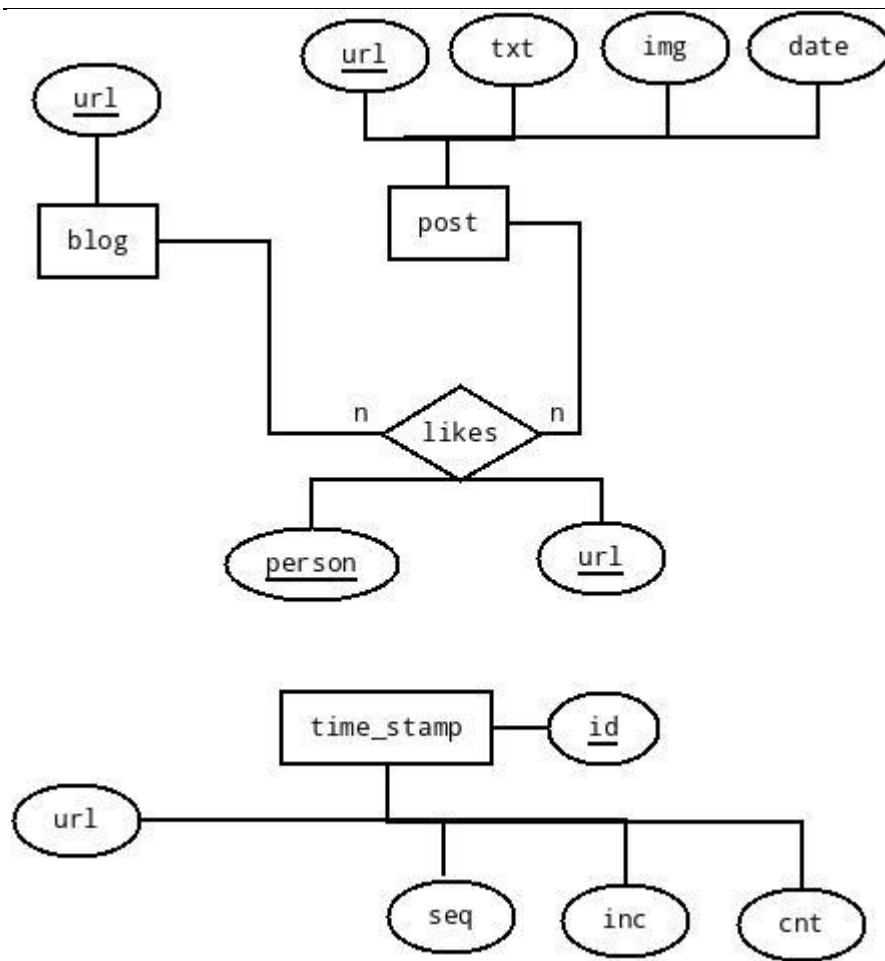 url
txt
img
date
url
blog
post
n
likes
n
person
url
time_stamp
id
url
seq
inc
cnt